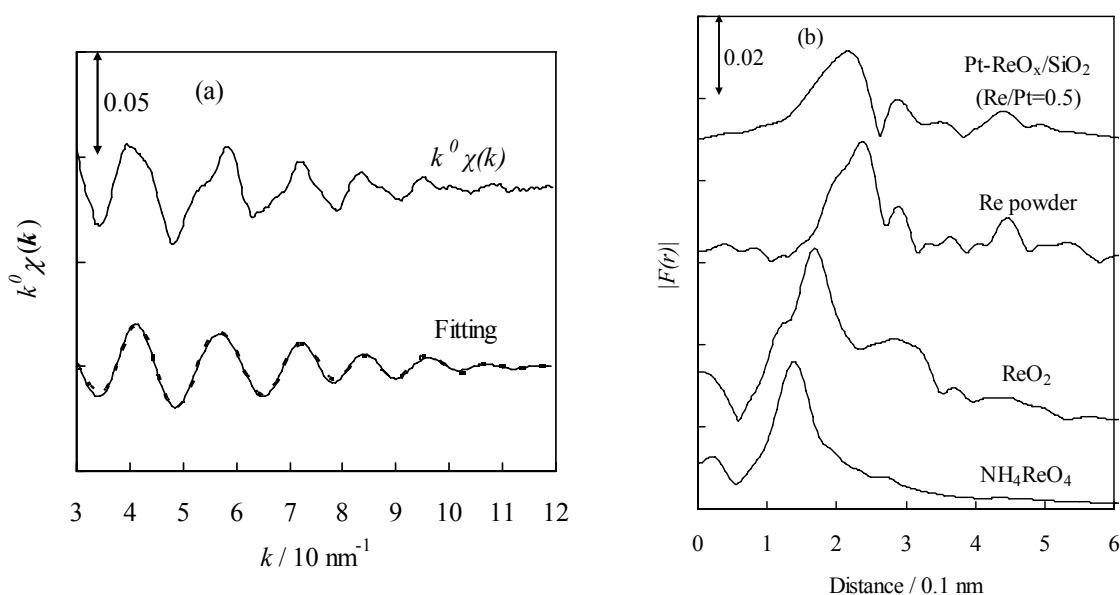 (a)
0.05
k⁰ χ(k)
k⁰ χ(k)
Fitting
3 4 5 6 7 8 9 10 11 12
k / 10 nm⁻¹
(b)
0.02
Pt-ReOₓ/SiO₂
(Re/Pt=0.5)
Re powder
|F(r)|
ReO₂
NH₄ReO₄
0 1 2 3 4 5 6
Distance / 0.1 nm